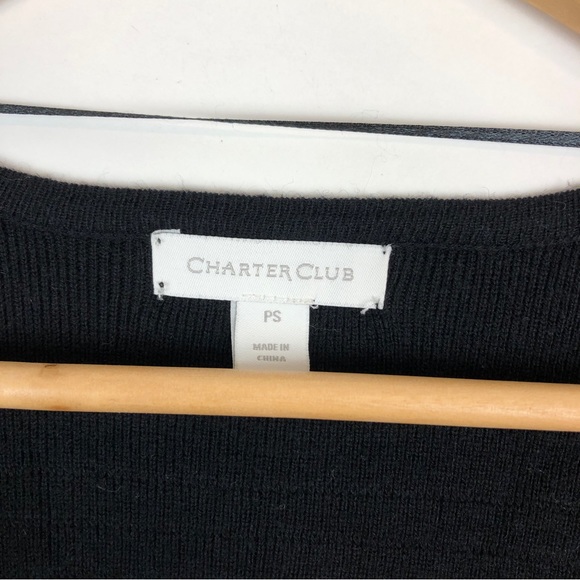 CHARTER CLUB
PS
MADE IN
CHINA